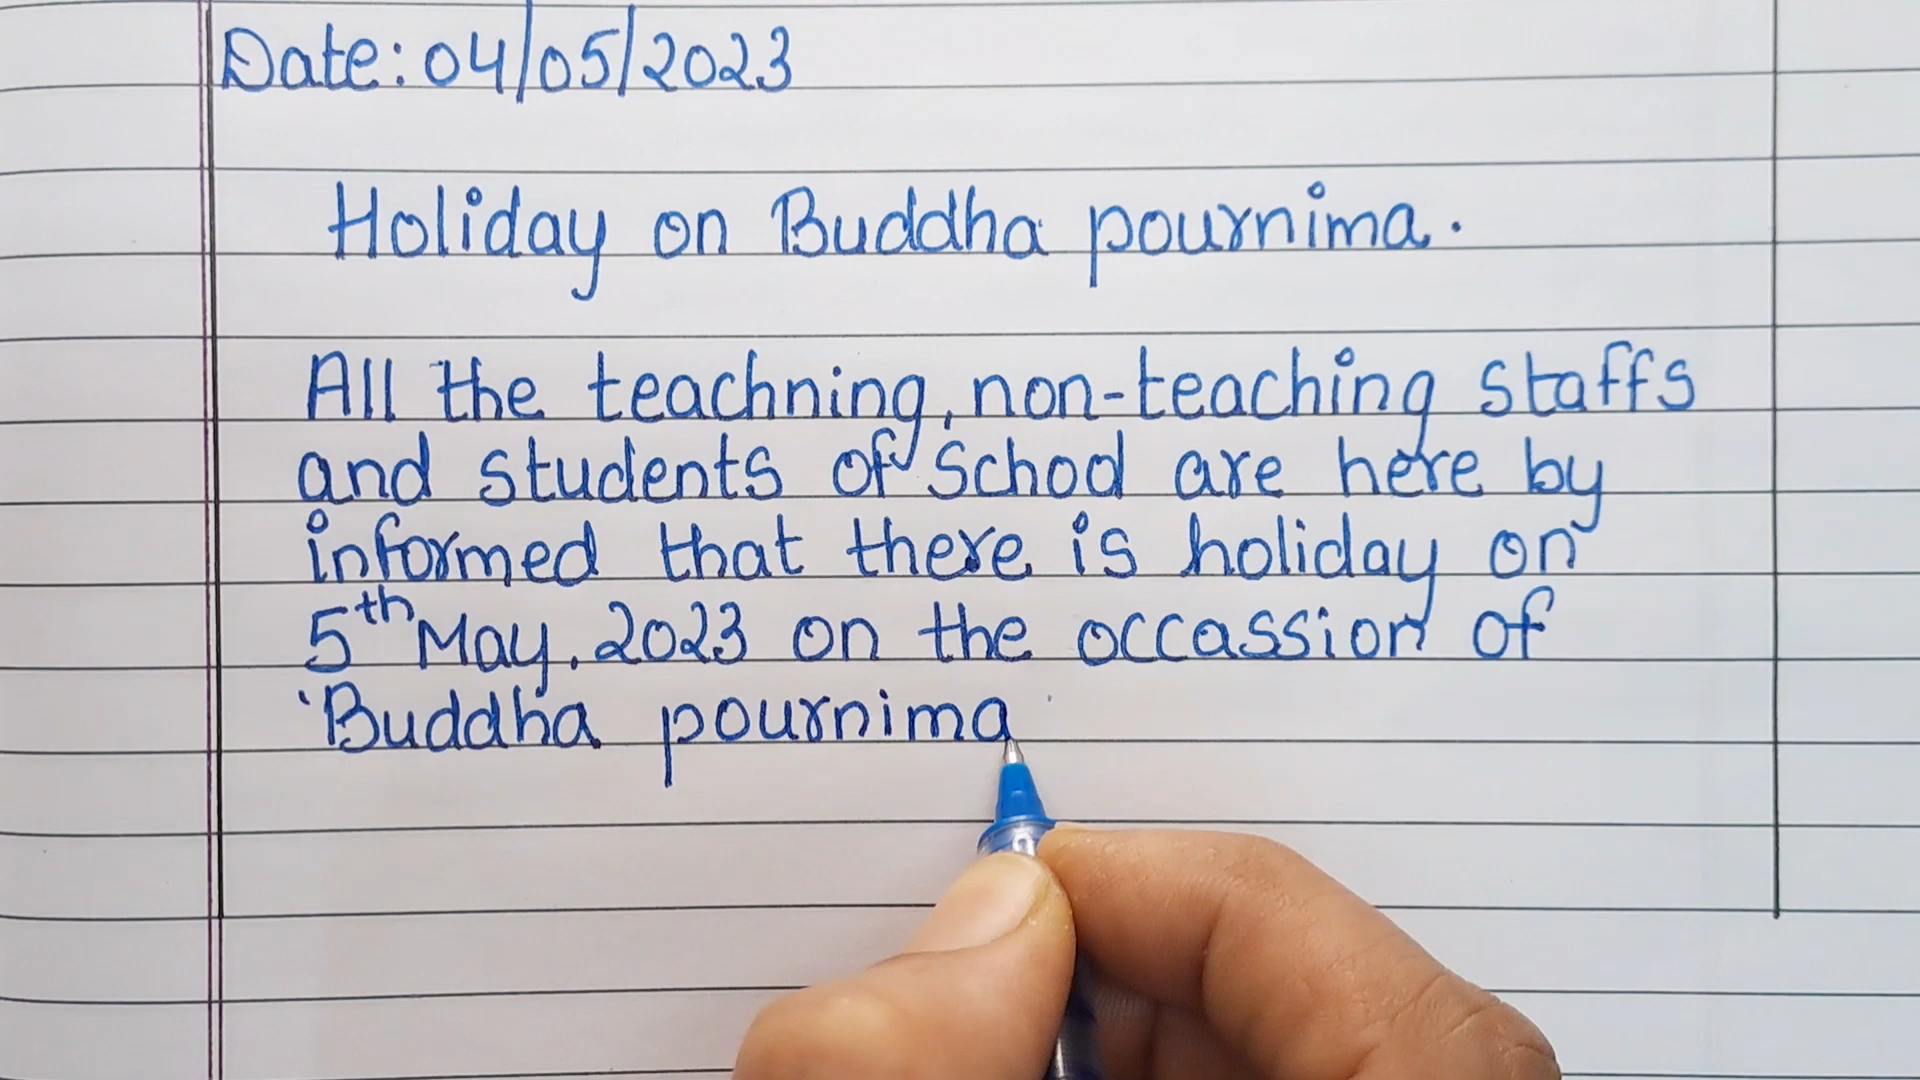 Date: 04/05/2023
Holiday on Buddha pournima.
All the teachning, non-teaching staffs
and students of School are here by
informed that there is holiday on
5th May, 2023 on the occassion of
Buddha pournima